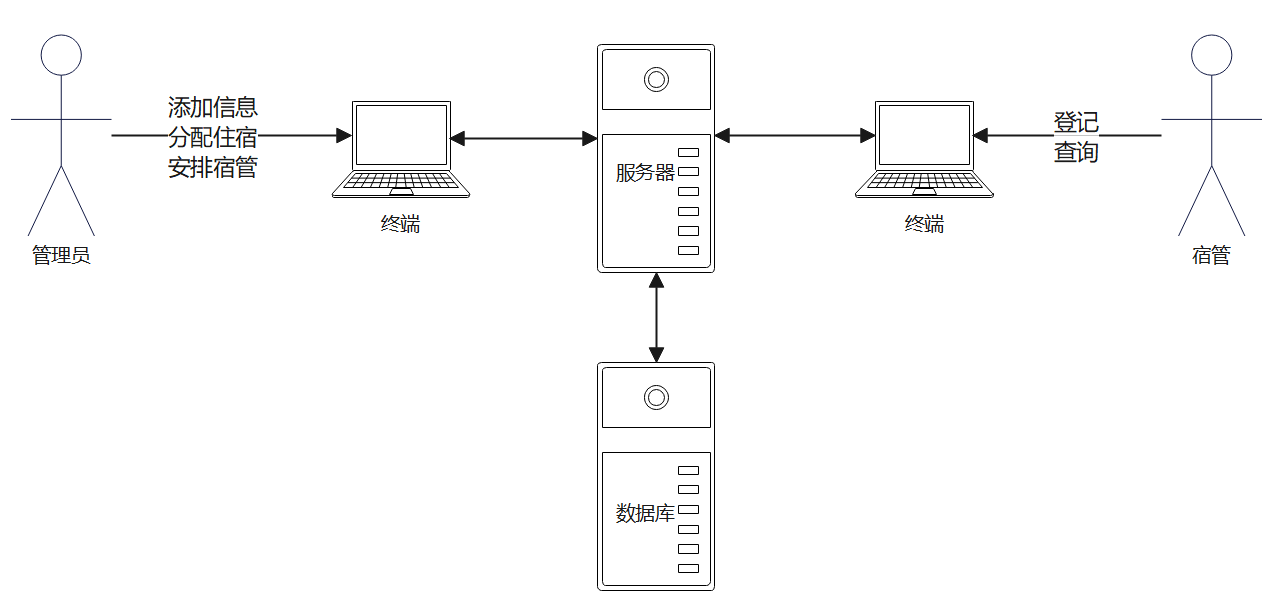 添加信息
分配住宿
安排宿管
管理员
终端
服务器
数据库
终端
登记
查询
宿管